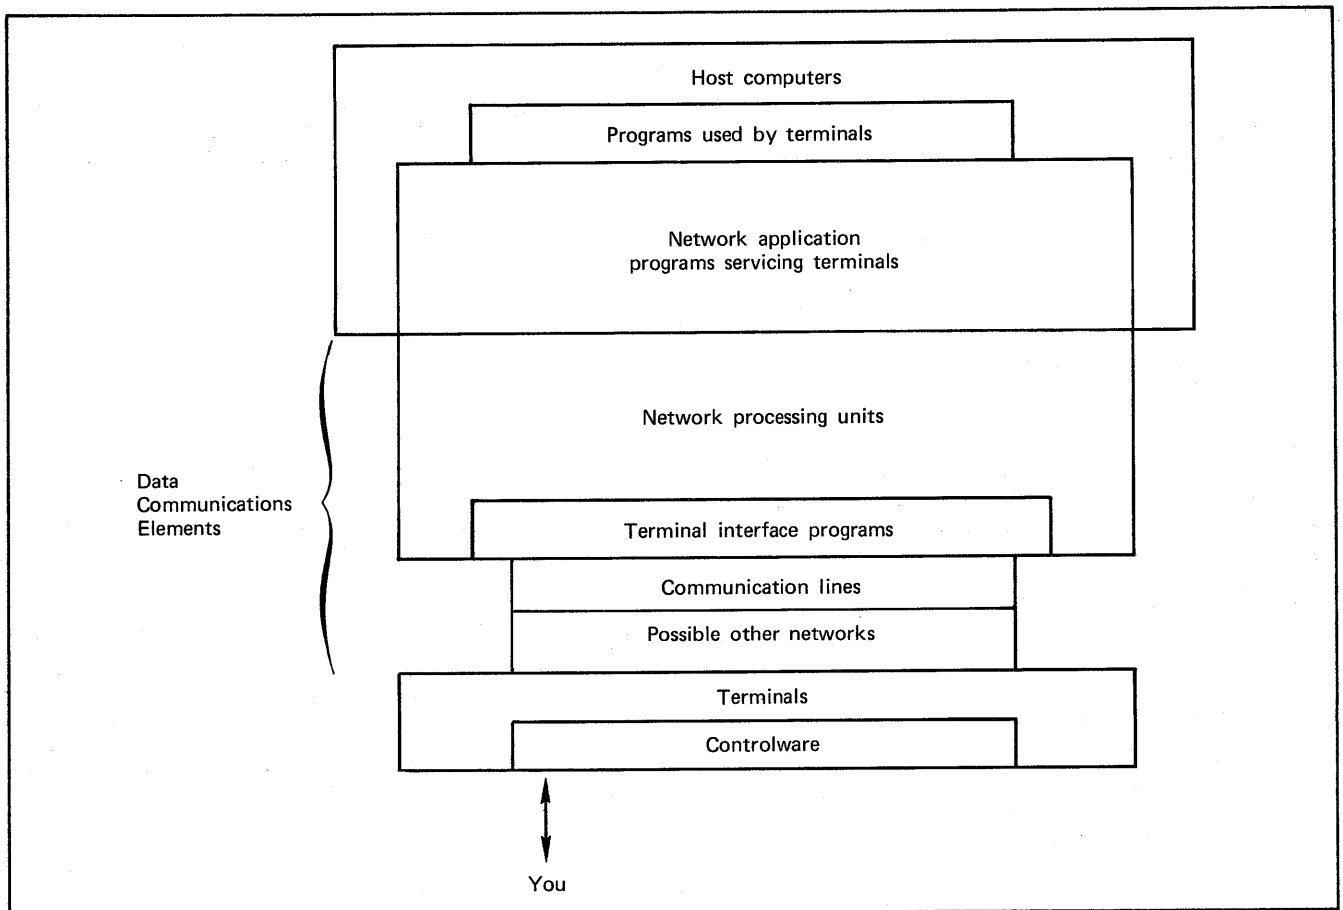 Host computers
Programs used by terminals
Network application
programs servicing terminals
Network processing units
Data
Communications
Elements
Terminal interface programs
Communication lines
Possible other networks
Terminals
Controlware
You